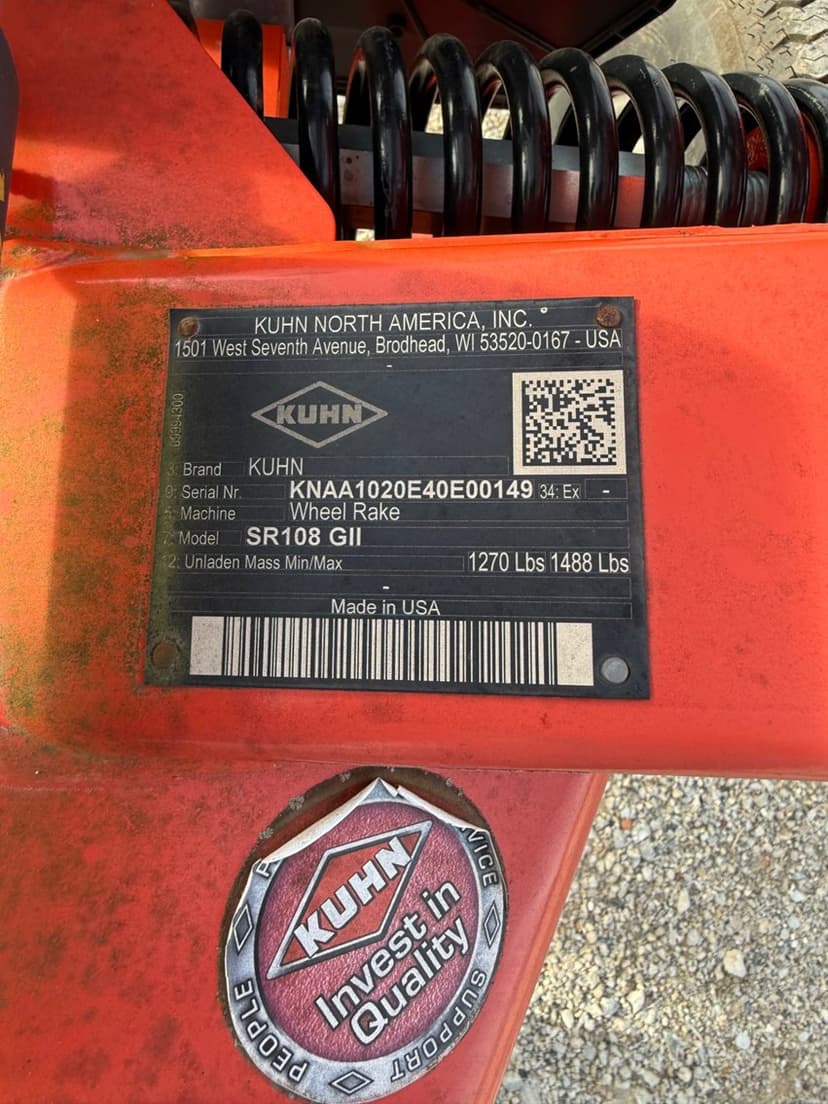 KUHN NORTH AMERICA, INC.
1501 West Seventh Avenue, Brodhead, WI 53520-0167 - USA
-
KUHN
3: Brand KUHN
9: Serial Nr. KNAA1020E40E00149 34: Ex -
Machine Wheel Rake
7: Model SR108 GII
12: Unladen Mass Min/Max 1270 Lbs 1488 Lbs
-
Made in USA
KUHN
Invest in
Quality
PEOPLE
SUPPORT